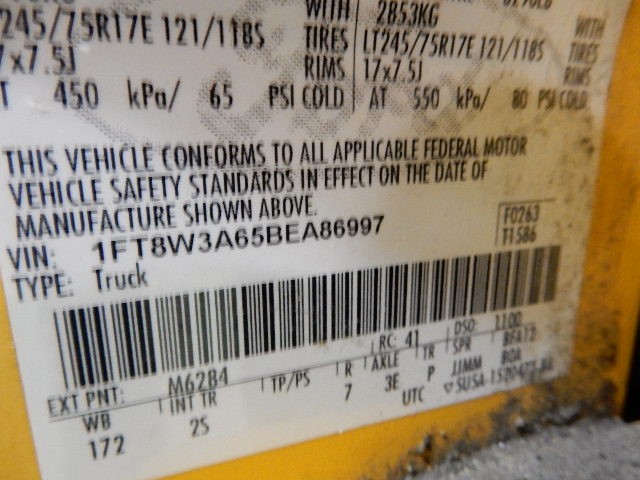 WITH 2853KG WITH
245/75R17E 121/118S TIRES LT245/75R17E 121/118S TIRES
7x7.5J RIMS 17x7.5J RIMS
T 450 kPa/ 65 PSI COLD AT 550 kPa/ 80 PSI COLD
THIS VEHICLE CONFORMS TO ALL APPLICABLE FEDERAL MOTOR
VEHICLE SAFETY STANDARDS IN EFFECT ON THE DATE OF
MANUFACTURE SHOWN ABOVE.
VIN: 1FT8W3A65BEA86997 F0263
TYPE: Truck T1586
RC: 41 DSO: 1100
EXT PNT: M6284
WB INT TR TP/PS R AXLE TR SPR
172 2S 7 3E P JJMM
UTC